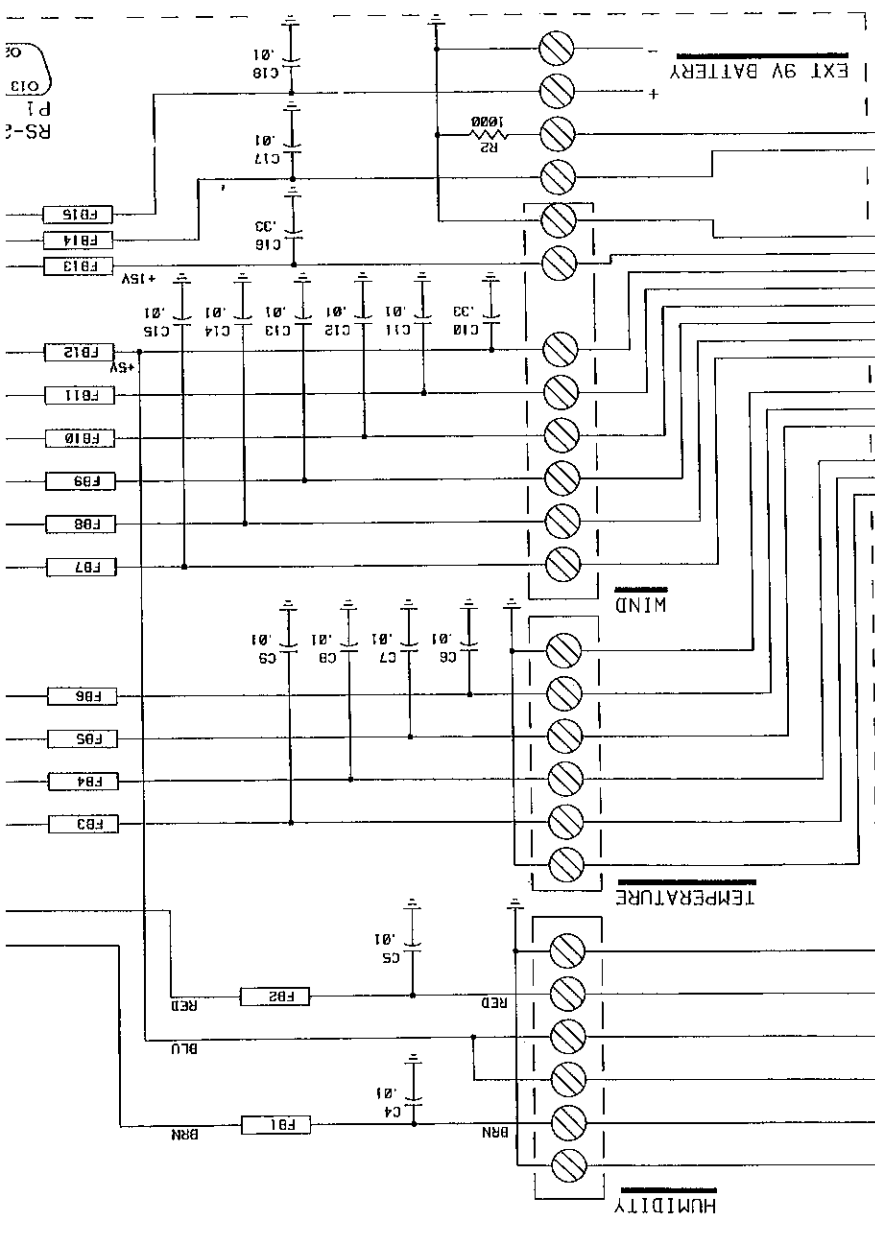 HUMIDITY
BRN
FB1
BRN
C4
.01
BLU
RED
FB2
RED
C5
.01
TEMPERATURE
FB3
FB4
FB5
FB6
C6 C7 C8 C9
.01 .01 .01 .01
WIND
FB7
FB8
FB9
FB10
FB11
+5V
FB12
C10 C11 C12 C13 C14 C15
.33 .01 .01 .01 .01 .01
+15V
FB13
FB14
FB15
C16
.33
R2
1000
C17
.01
RS-2
P1
O13
+
EXT 9V BATTERY
-
C18
.01